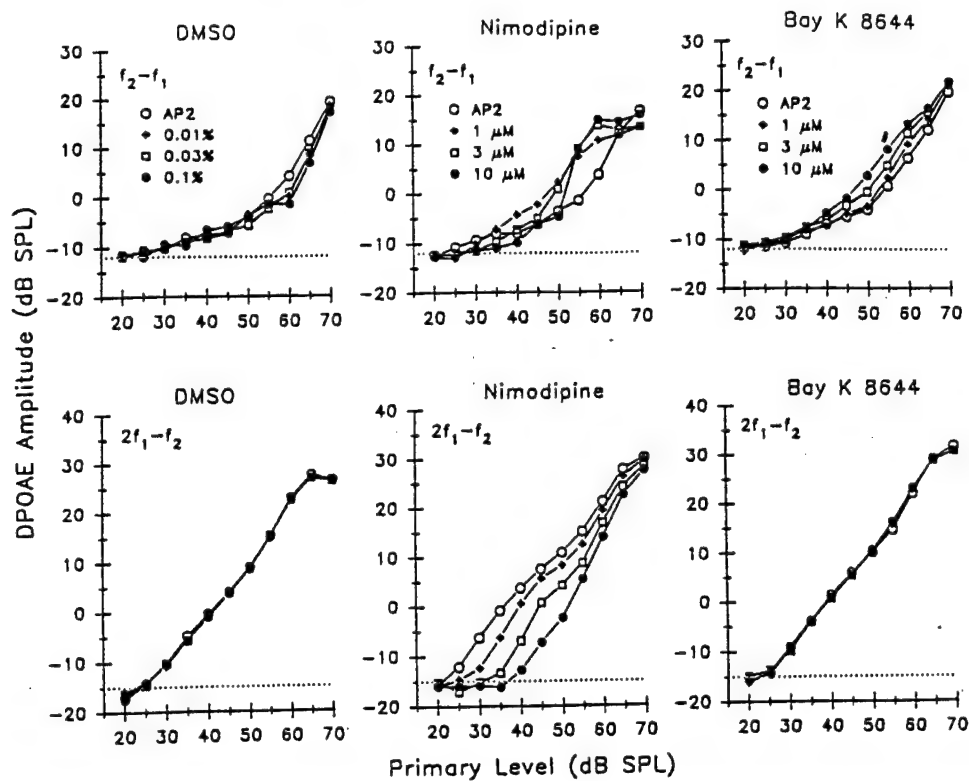 DMSO
Nimodipine
Bay K 8644
DPOAE Amplitude (dB SPL)
30
20
10
0
−10
−20
f₂−f₁
AP2
0.01%
0.03%
0.1%
20 30 40 50 60 70
30
20
10
0
−10
−20
f₂−f₁
AP2
1 μM
3 μM
10 μM
20 30 40 50 60 70
30
20
10
0
−10
−20
f₂−f₁
AP2
1 μM
3 μM
10 μM
20 30 40 50 60 70
DMSO
Nimodipine
Bay K 8644
40
30
20
10
0
−10
−20
2f₁−f₂
20 30 40 50 60 70
40
30
20
10
0
−10
−20
2f₁−f₂
20 30 40 50 60 70
40
30
20
10
0
−10
−20
2f₁−f₂
20 30 40 50 60 70
Primary Level (dB SPL)